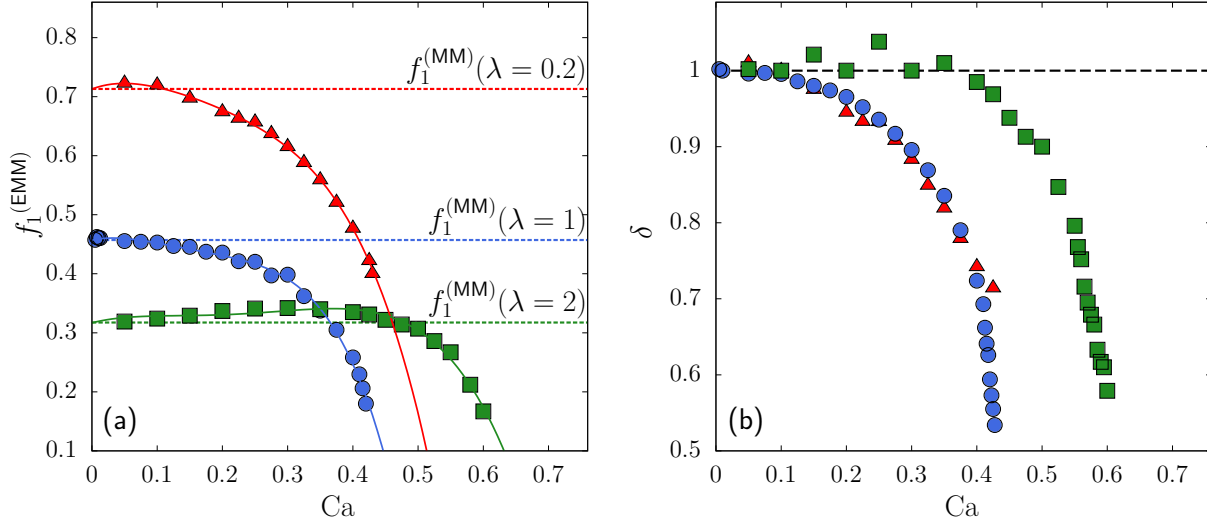 0.8
0.7
0.6
0.5
0.4
0.3
0.2
0.1
f₁^(EMM)
f₁^(MM)(λ = 0.2)
f₁^(MM)(λ = 1)
f₁^(MM)(λ = 2)
(a)
0 0.1 0.2 0.3 0.4 0.5 0.6 0.7
Ca
1
0.9
0.8
0.7
0.6
0.5
δ
(b)
0 0.1 0.2 0.3 0.4 0.5 0.6 0.7
Ca